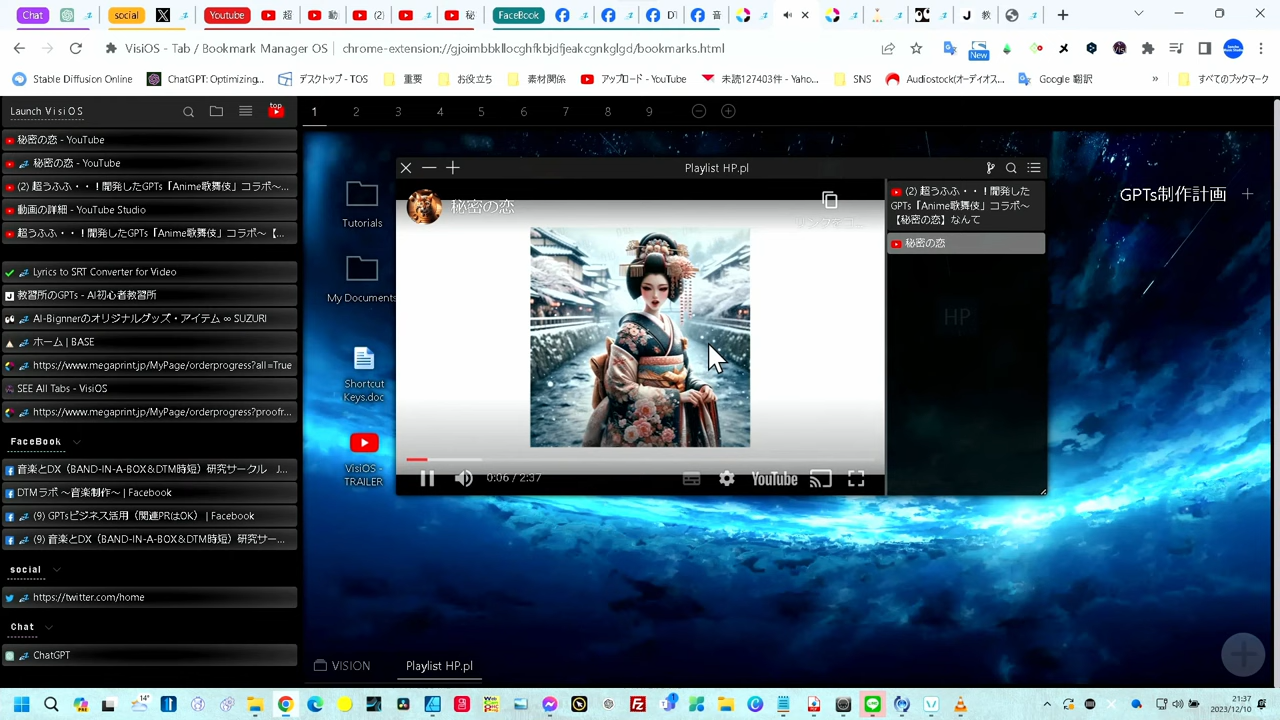 Chat
social
Youtube
超
動
(2)
秘
FaceBook
(
(
D'
音
教
VisiOS - Tab / Bookmark Manager OS
chrome-extension://gjoimbbkllocghfkbjdfjeakcgnkglgd/bookmarks.html
New
Stable Diffusion Online
ChatGPT: Optimizing...
デスクトップ - TOS
重要
お役立ち
素材関係
アップロード - YouTube
未読127403件 - Yaho...
SNS
Audiostock(オーディオス...
Google 翻訳
»
すべてのブックマーク
Launch VisiOS
top
秘密の恋 - YouTube
秘密の恋 - YouTube
(2) 超うふふ・・！開発したGPTs「Anime歌舞伎」コラボ〜...
動画の詳細 - YouTube Studio
超うふふ・・！開発したGPTs「Anime歌舞伎」コラボ〜【...
Lyrics to SRT Converter for Video
教習所のGPTs - AI初心者教習所
AI-Bignnerのオリジナルグッズ・アイテム ∞ SUZURI
ホーム | BASE
https://www.megaprint.jp/MyPage/orderprogress?all=True
SEE All Tabs - VisiOS
https://www.megaprint.jp/MyPage/orderprogress?proofr...
FaceBook
音楽とDX（BAND-IN-A-BOX＆DTM時短）研究サークル J...
DTMラボ 〜音楽制作〜 | Facebook
(9) GPTsビジネス活用（関連PRはOK） | Facebook
(9) 音楽とDX（BAND-IN-A-BOX＆DTM時短）研究サー...
social
https://twitter.com/home
Chat
ChatGPT
1 2 3 4 5 6 7 8 9
Tutorials
My Documents
Shortcut
Keys.doc
VisiOS -
TRAILER
Playlist HP.pl
秘密の恋
0:06 / 2:37
YouTube
(2) 超うふふ・・！開発した
GPTs「Anime歌舞伎」コラボ〜
【秘密の恋】なんて
秘密の恋
HP
GPTs制作計画
VISION
Playlist HP.pl
14°
21:37
2023/12/10